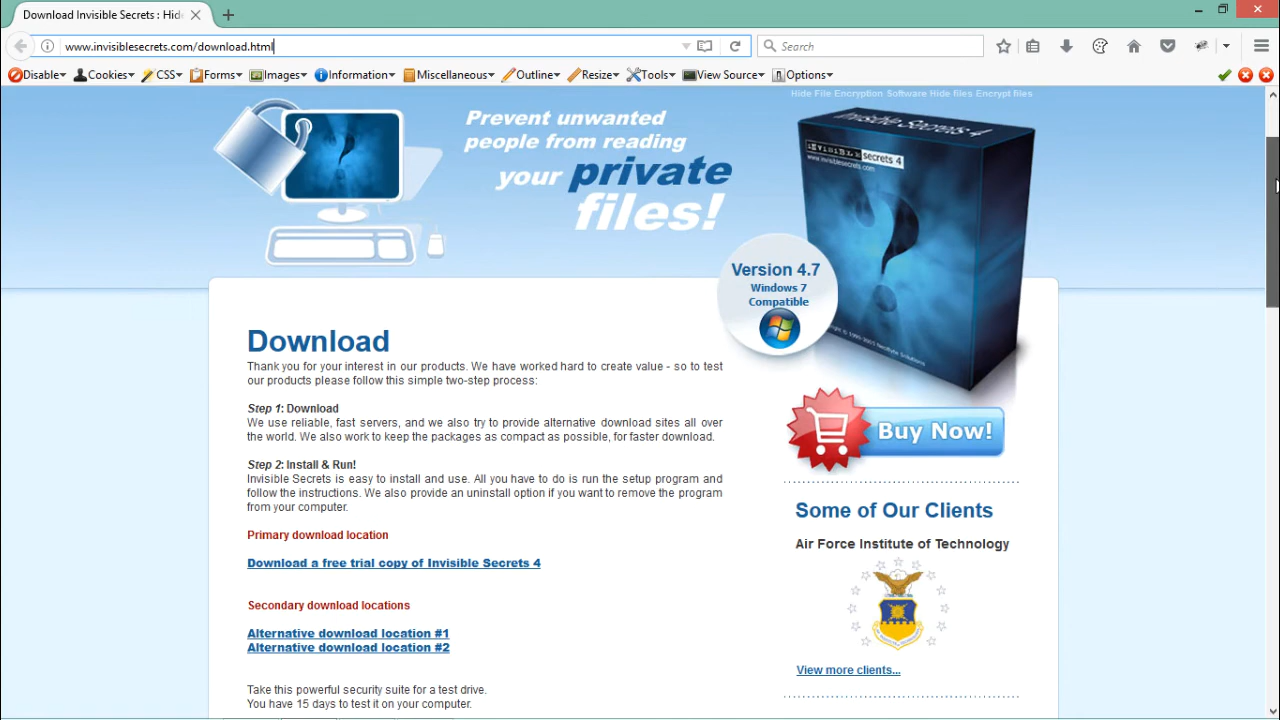 Download Invisible Secrets : Hide
www.invisiblesecrets.com/download.html
Search
Disable Cookies CSS Forms Images Information Miscellaneous Outline Resize Tools View Source Options
Hide File Encryption Software Hide files Encrypt files
Prevent unwanted
people from reading
your private
files!
invisible Secrets 4
invisible secrets 4
www.invisiblesecrets.com
Version 4.7
Windows 7
Compatible
Download
Thank you for your interest in our products. We have worked hard to create value - so to test
our products please follow this simple two-step process:
Step 1: Download
We use reliable, fast servers, and we also try to provide alternative download sites all over
the world. We also work to keep the packages as compact as possible, for faster download.
Step 2: Install & Run!
Invisible Secrets is easy to install and use. All you have to do is run the setup program and
follow the instructions. We also provide an uninstall option if you want to remove the program
from your computer.
Primary download location
Download a free trial copy of Invisible Secrets 4
Secondary download locations
Alternative download location #1
Alternative download location #2
Take this powerful security suite for a test drive.
You have 15 days to test it on your computer.
Buy Now!
Some of Our Clients
Air Force Institute of Technology
View more clients...